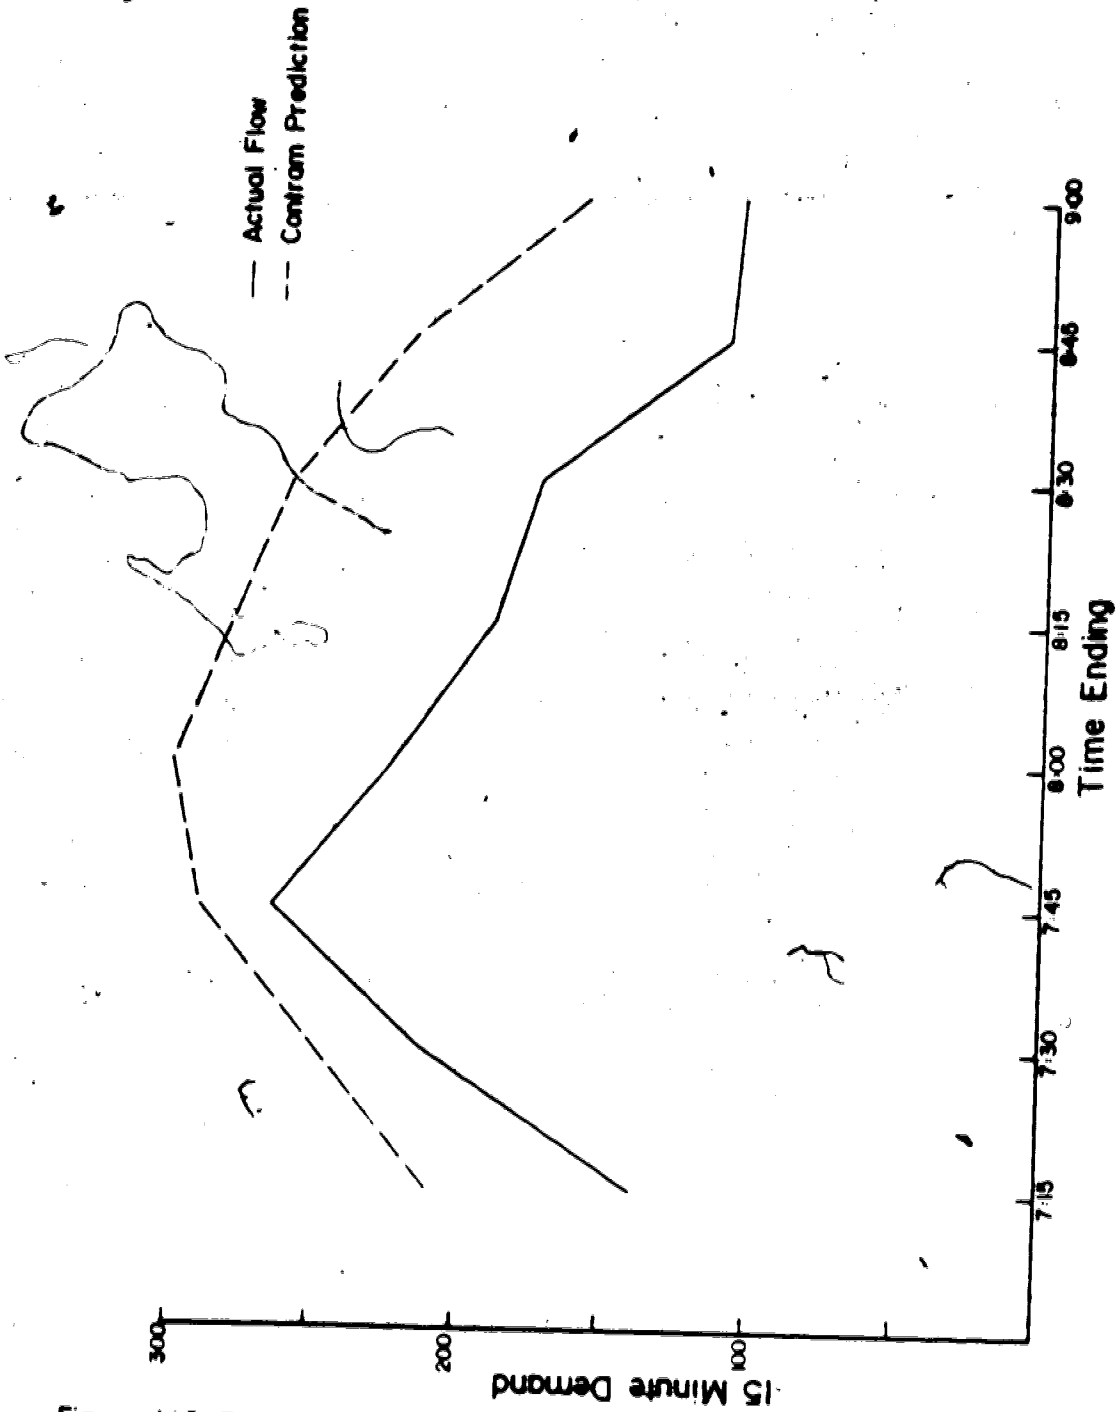 — Actual Flow
--- Contram Prediction
300
200
100
15 Minute Demand
7:15
7:30
7:45
8:00
8:15
8:30
8:45
9:00
Time Ending